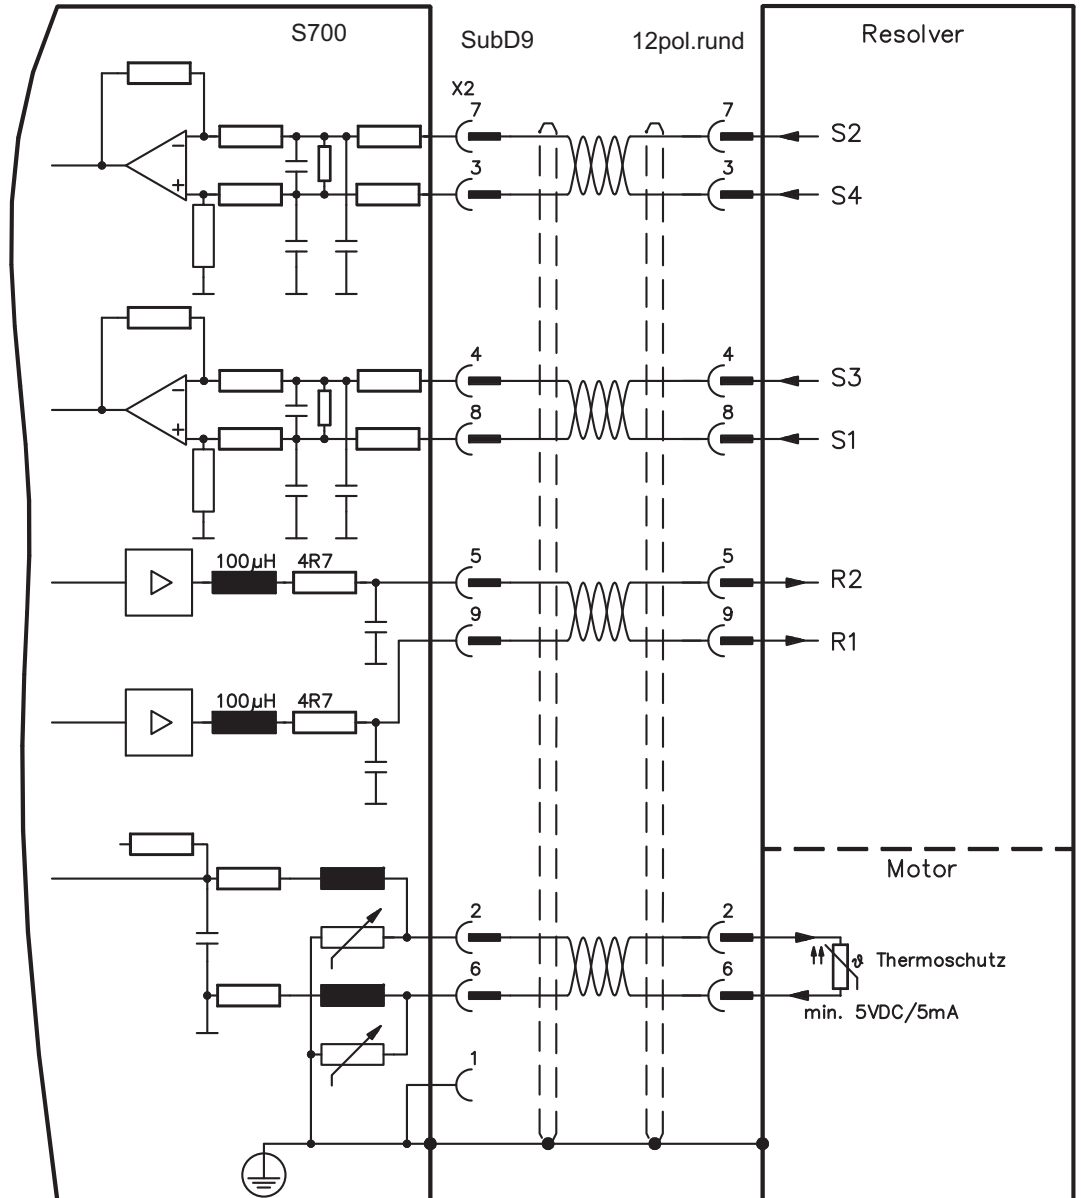 S700 SubD9 12pol.rund Resolver
X2
7 7 S2
3 3 S4
4 4 S3
8 8 S1
100µH 4R7 5 5 R2
9 9 R1
100µH 4R7
Motor
2 2
ϑ Thermoschutz
6 6
min. 5VDC/5mA
1